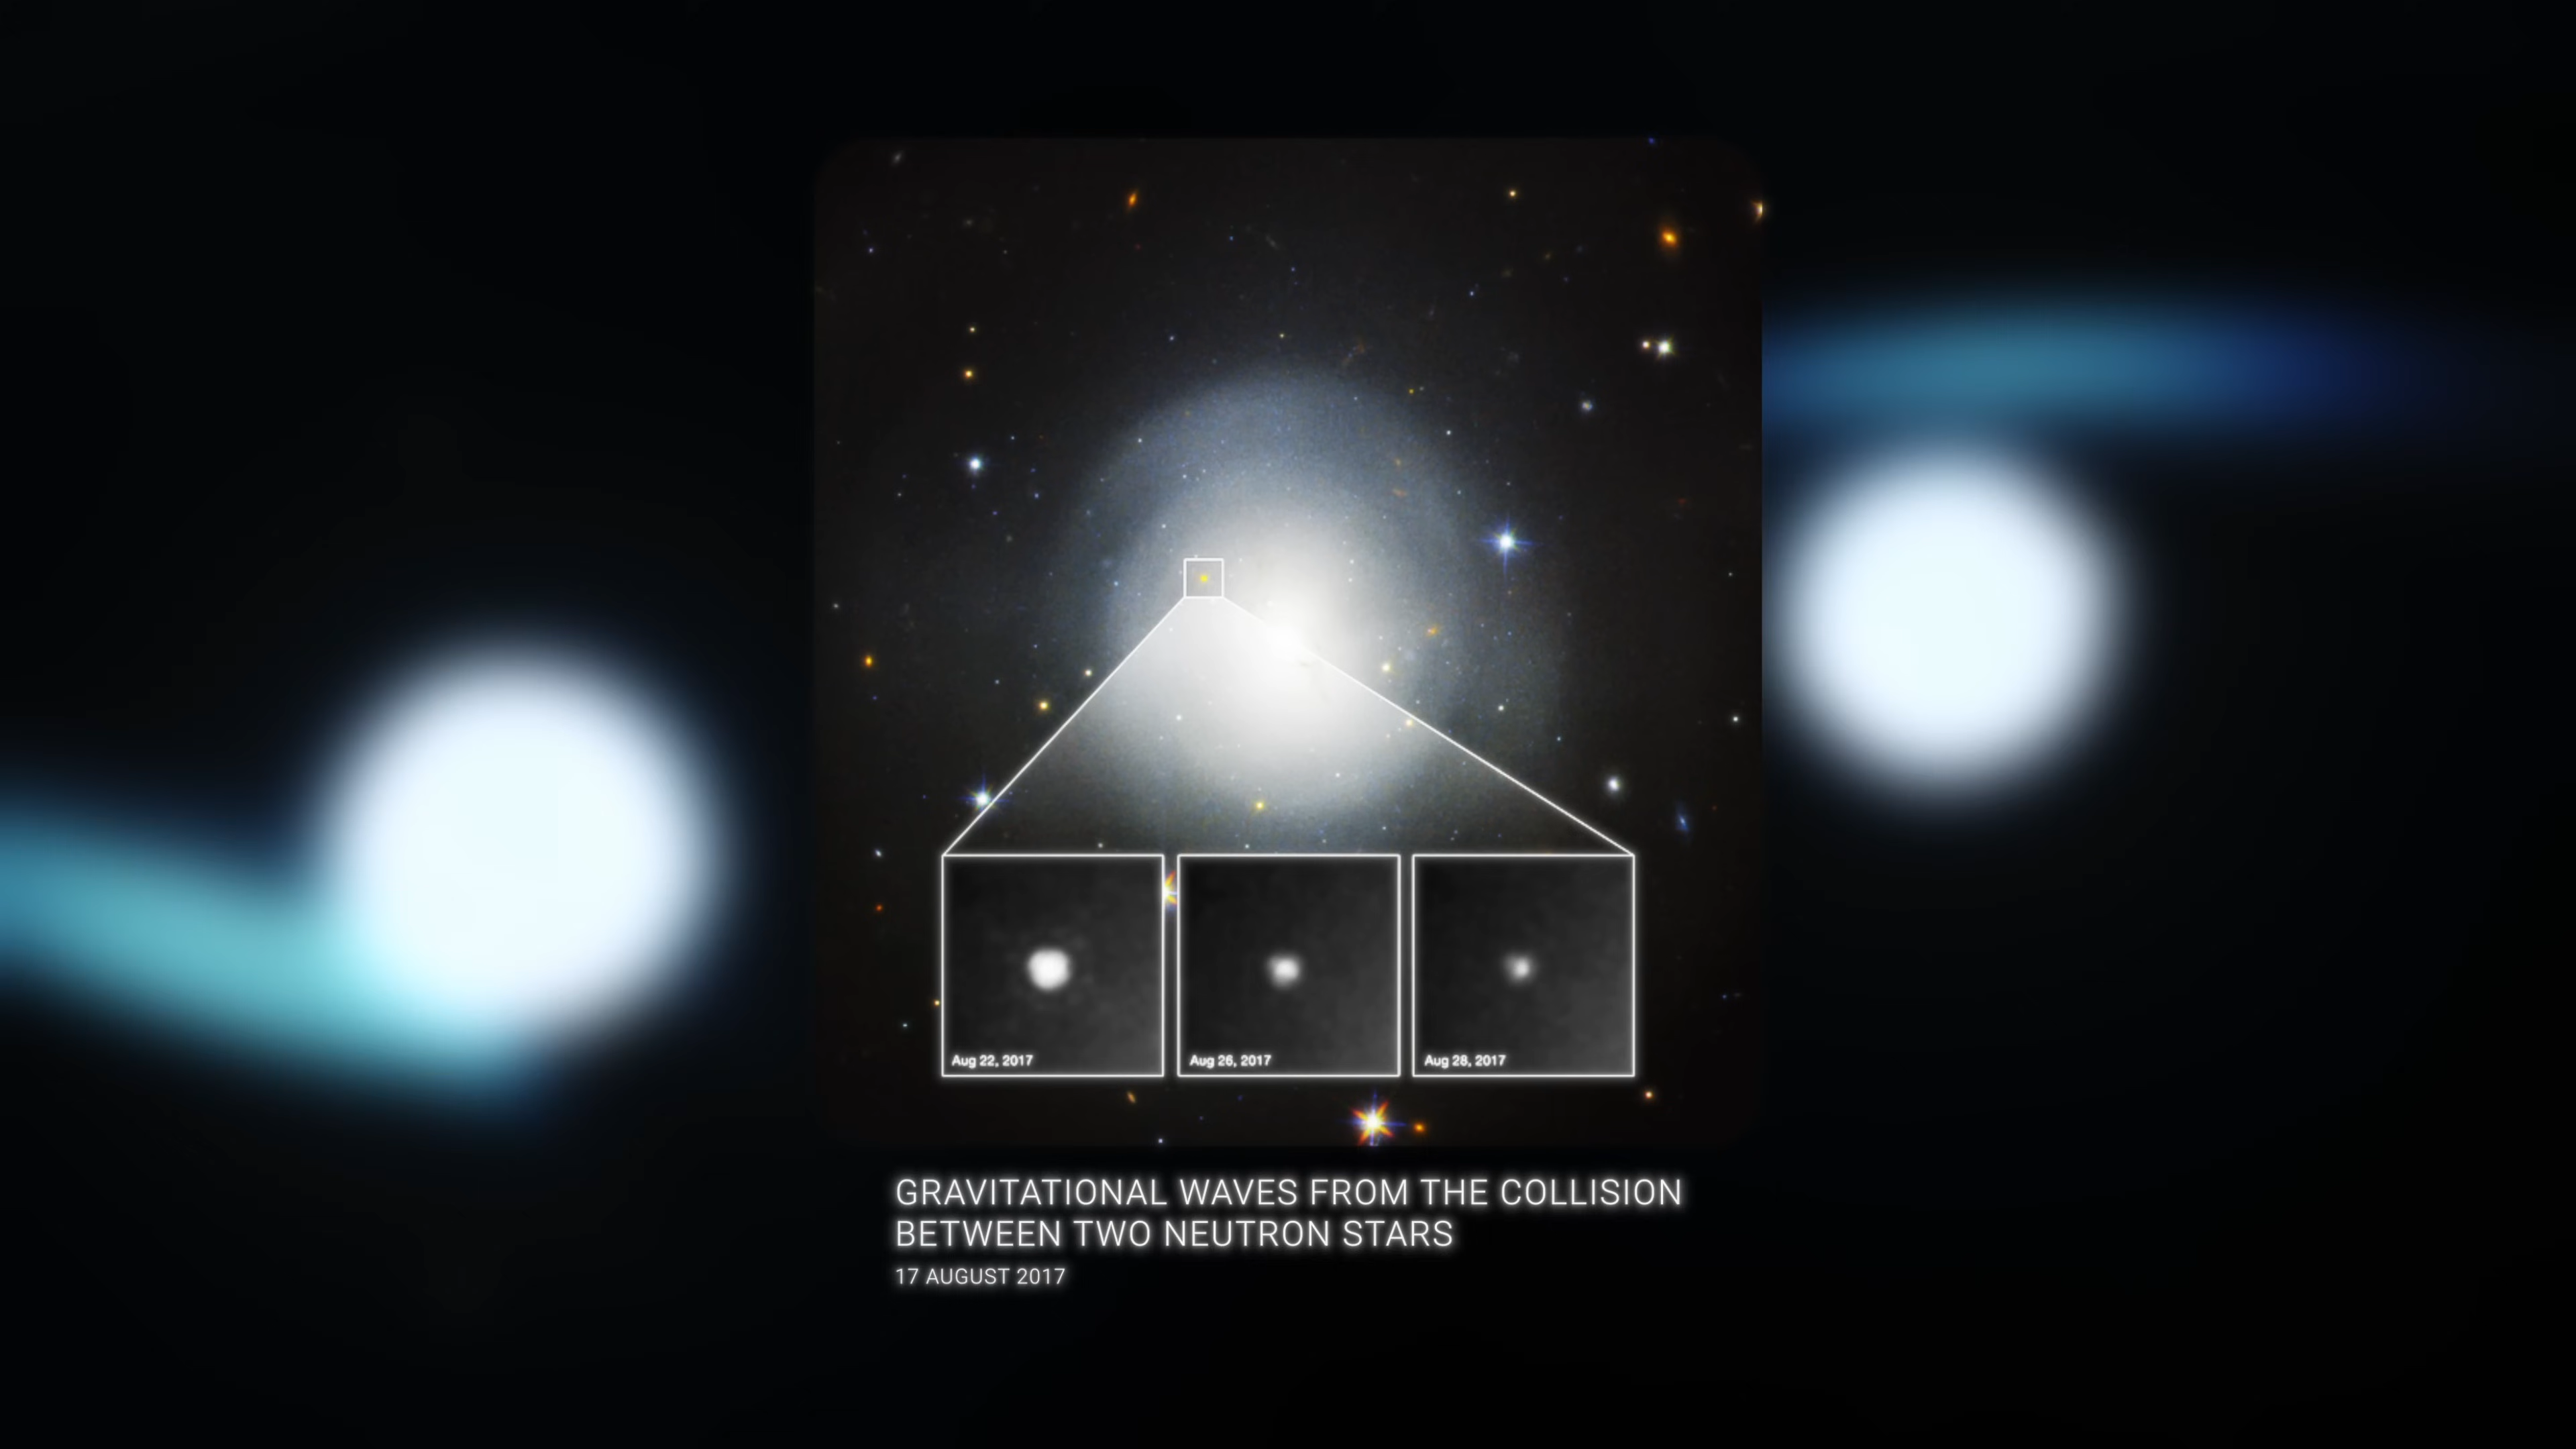 Aug 22, 2017
Aug 26, 2017
Aug 28, 2017
GRAVITATIONAL WAVES FROM THE COLLISION
BETWEEN TWO NEUTRON STARS
17 AUGUST 2017